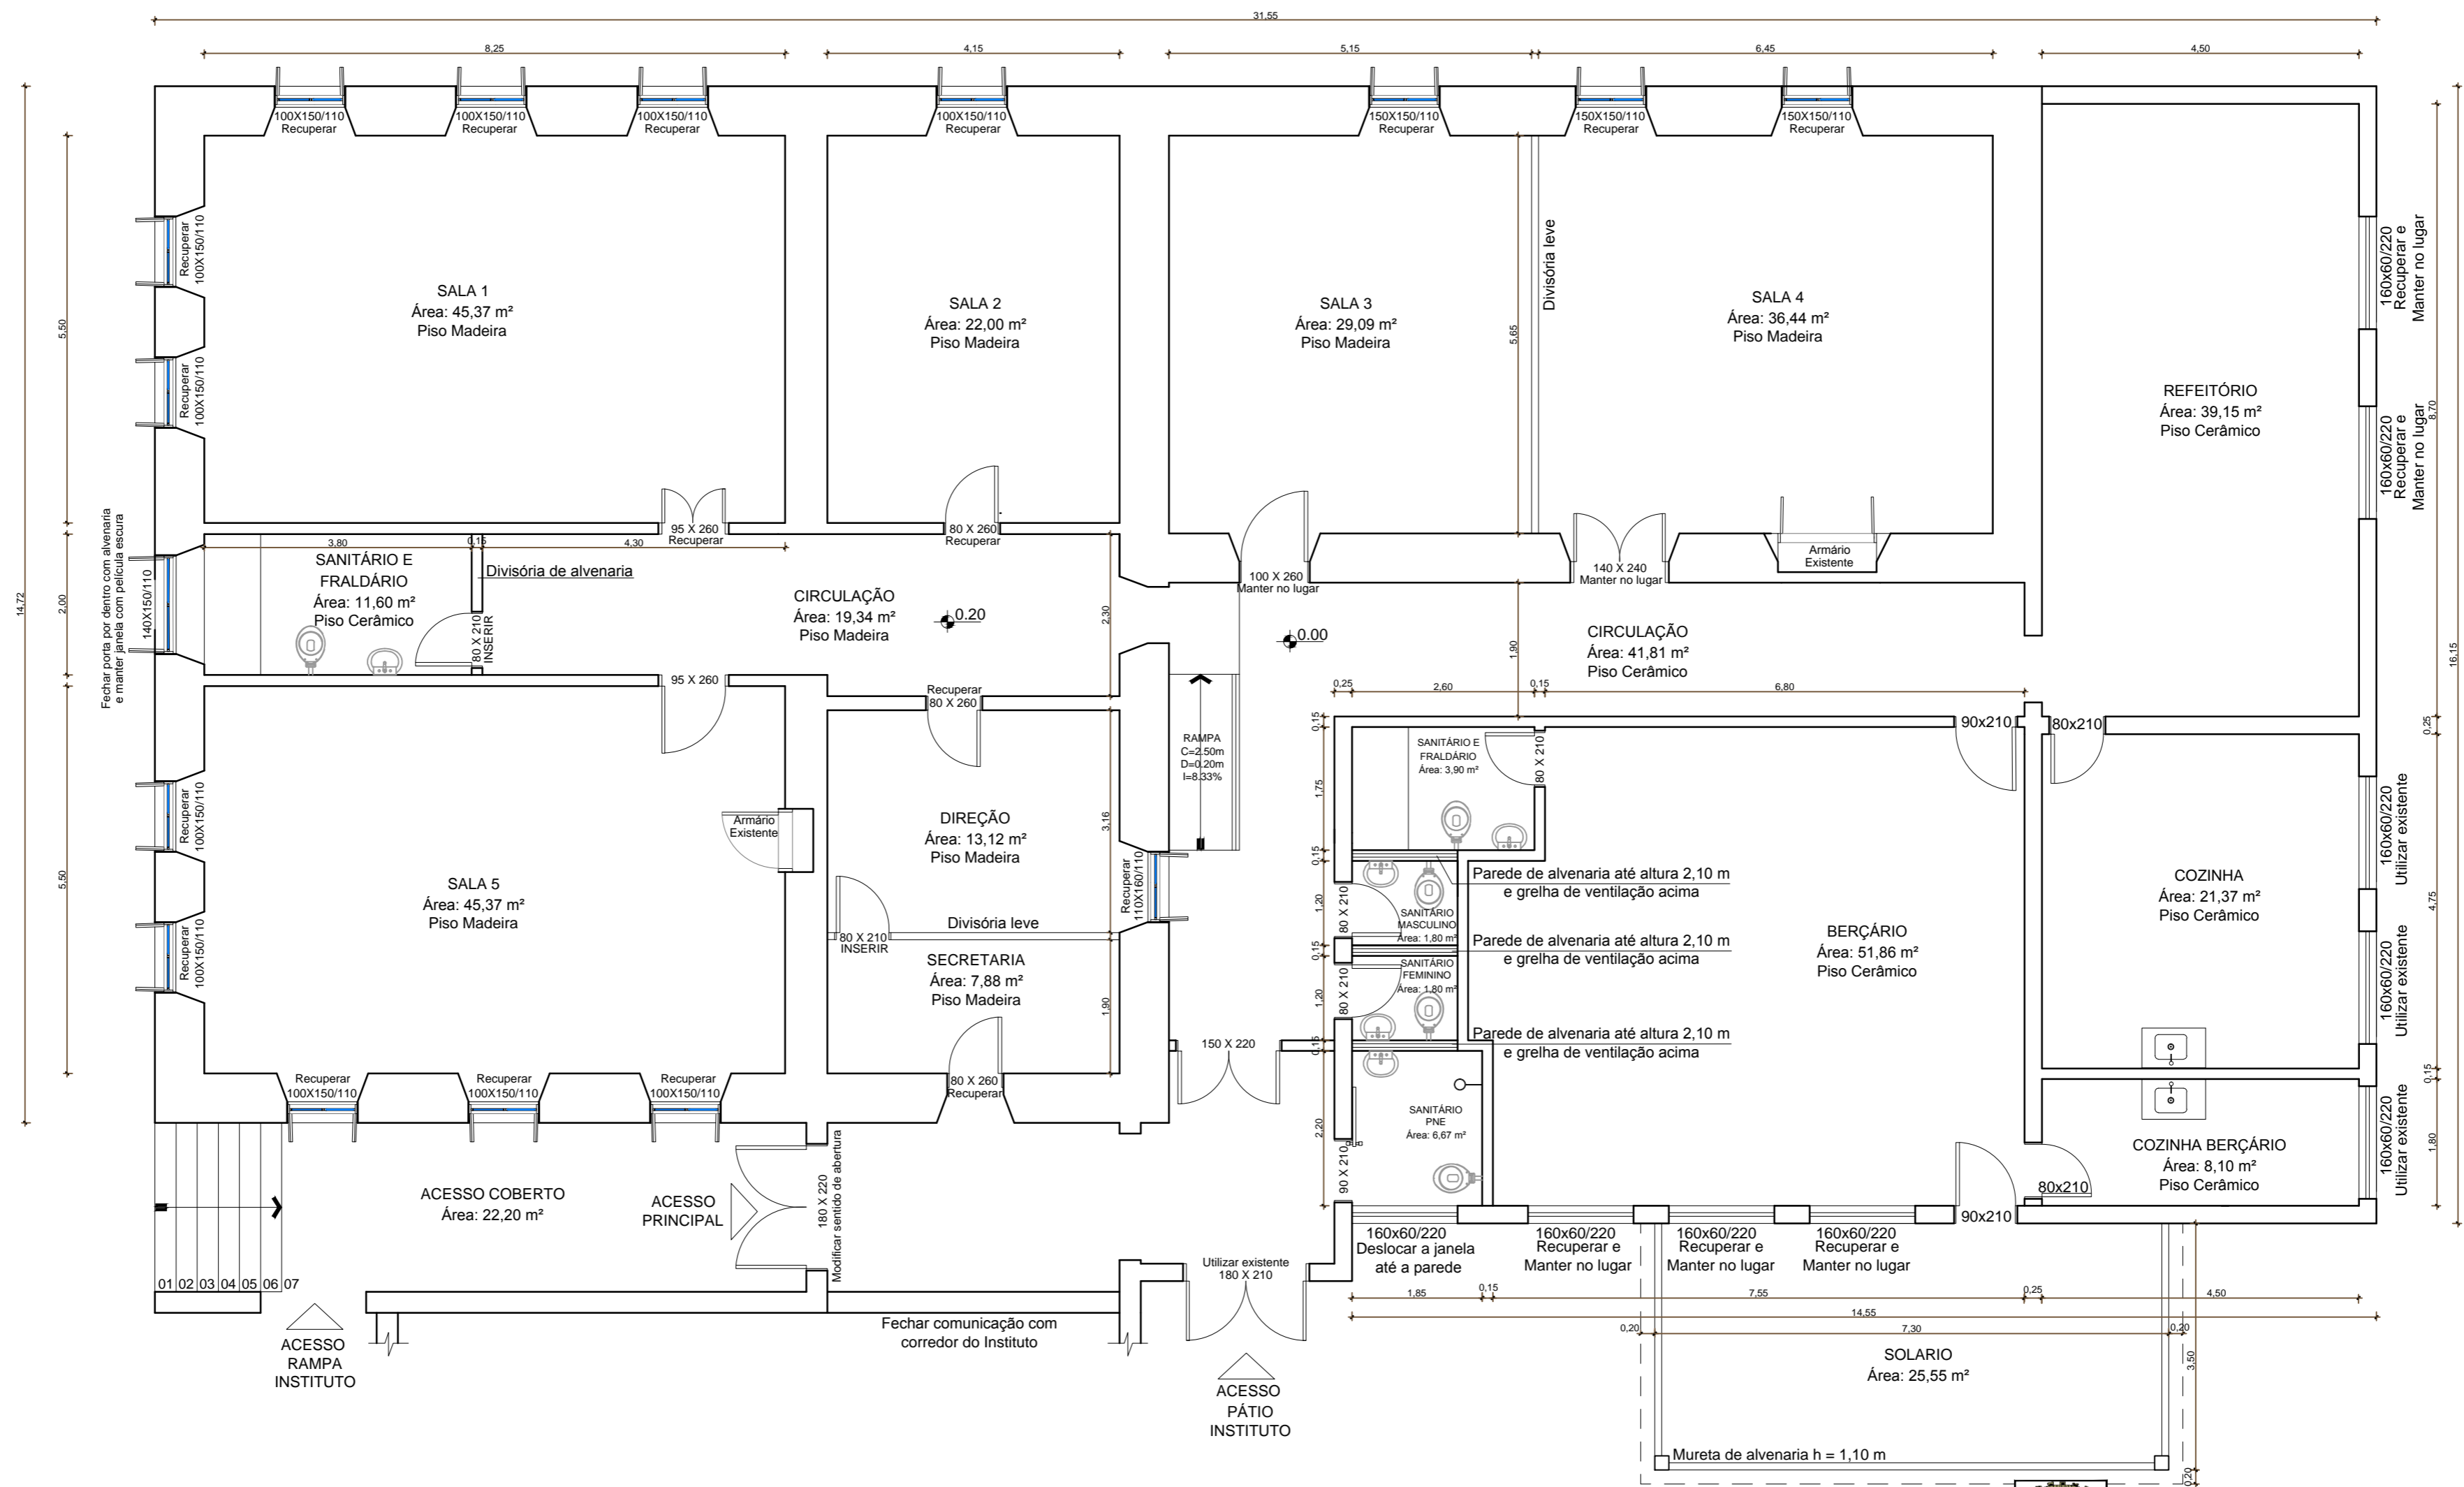 31,55
8,25
4,15
5,15
6,45
4,50
100X150/110
Recuperar
100X150/110
Recuperar
100X150/110
Recuperar
100X150/110
Recuperar
150X150/110
Recuperar
150X150/110
Recuperar
150X150/110
Recuperar
14,72
5,50
2,00
5,50
Recuperar
100X150/110
Recuperar
100X150/110
SALA 1
Área: 45,37 m²
Piso Madeira
SALA 2
Área: 22,00 m²
Piso Madeira
SALA 3
Área: 29,09 m²
Piso Madeira
5,65
Divisória leve
SALA 4
Área: 36,44 m²
Piso Madeira
REFEITÓRIO
Área: 39,15 m²
Piso Cerâmico
160x60/220
Recuperar e
Manter no lugar
160x60/220
Recuperar e
Manter no lugar
8,70
16,15
95 X 260
Recuperar
80 X 260
Recuperar
100 X 260
Manter no lugar
140 X 240
Manter no lugar
Armário
Existente
Fechar porta por dentro com alvenaria
e manter janela com película escura
140X150/110
3,80
0,15
4,30
SANITÁRIO E
FRALDÁRIO
Área: 11,60 m²
Piso Cerâmico
Divisória de alvenaria
80 X 210
INSERIR
CIRCULAÇÃO
Área: 19,34 m²
Piso Madeira
0.20
2,30
0.00
1,90
CIRCULAÇÃO
Área: 41,81 m²
Piso Cerâmico
95 X 260
Recuperar
80 X 260
0,25
2,60
0,15
6,80
0,15
90x210
80x210
0,25
RAMPA
C=2.50m
D=0.20m
I=8.33%
SANITÁRIO E
FRALDÁRIO
Área: 3,90 m²
80 X 210
1,75
Recuperar
100X150/110
Recuperar
100X150/110
SALA 5
Área: 45,37 m²
Piso Madeira
Armário
Existente
DIREÇÃO
Área: 13,12 m²
Piso Madeira
3,16
Recuperar
110X160/110
Divisória leve
80 X 210
INSERIR
SECRETARIA
Área: 7,88 m²
Piso Madeira
1,90
0,15
Parede de alvenaria até altura 2,10 m
e grelha de ventilação acima
80 X 210
1,20
SANITÁRIO
MASCULINO
Área: 1,80 m²
0,15
Parede de alvenaria até altura 2,10 m
e grelha de ventilação acima
SANITÁRIO
FEMININO
Área: 1,80 m²
80 X 210
1,20
0,15
Parede de alvenaria até altura 2,10 m
e grelha de ventilação acima
BERÇÁRIO
Área: 51,86 m²
Piso Cerâmico
COZINHA
Área: 21,37 m²
Piso Cerâmico
160x60/220
Utilizar existente
160x60/220
Utilizar existente
4,75
0,15
150 X 220
Recuperar
100X150/110
Recuperar
100X150/110
Recuperar
100X150/110
80 X 260
Recuperar
SANITÁRIO
PNE
Área: 6,67 m²
2,20
90 X 210
COZINHA BERÇÁRIO
Área: 8,10 m²
Piso Cerâmico
80x210
160x60/220
Utilizar existente
1,80
ACESSO COBERTO
Área: 22,20 m²
ACESSO
PRINCIPAL
180 X 220
Modificar sentido de abertura
01 02 03 04 05 06 07
Utilizar existente
180 X 210
160x60/220
Deslocar a janela
até a parede
160x60/220
Recuperar e
Manter no lugar
160x60/220
Recuperar e
Manter no lugar
160x60/220
Recuperar e
Manter no lugar
90x210
1,85
0,15
7,55
0,25
4,50
14,55
Fechar comunicação com
corredor do Instituto
ACESSO
RAMPA
INSTITUTO
ACESSO
PÁTIO
INSTITUTO
0,20
7,30
0,20
3,50
SOLARIO
Área: 25,55 m²
Mureta de alvenaria h = 1,10 m
0,20